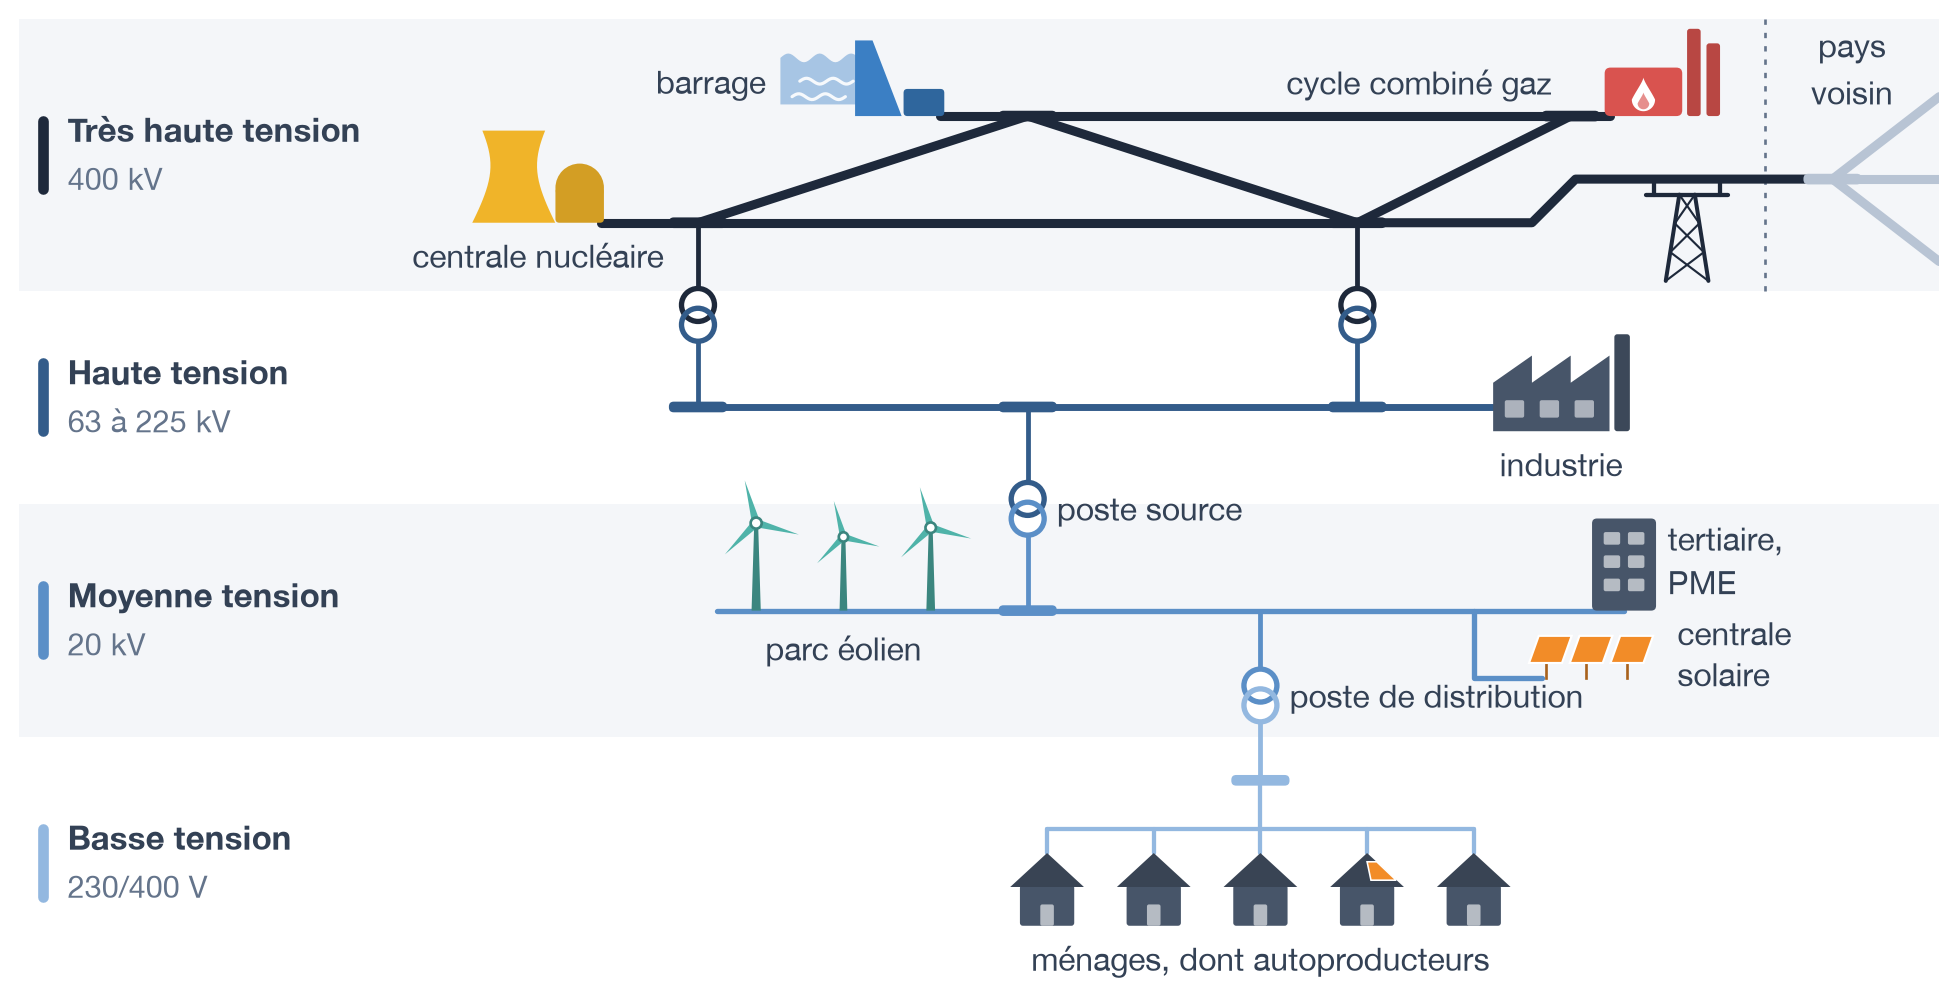 barrage
cycle combiné gaz
pays
voisin
Très haute tension
400 kV
centrale nucléaire
Haute tension
63 à 225 kV
industrie
poste source
tertiaire,
PME
Moyenne tension
20 kV
parc éolien
centrale
solaire
poste de distribution
Basse tension
230/400 V
ménages, dont autoproducteurs